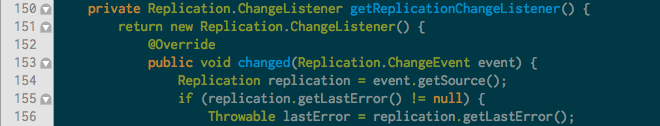 150 private Replication.ChangeListener getReplicationChangeListener() {
151 return new Replication.ChangeListener() {
152 @Override
153 public void changed(Replication.ChangeEvent event) {
154 Replication replication = event.getSource();
155 if (replication.getLastError() != null) {
156 Throwable lastError = replication.getLastError();